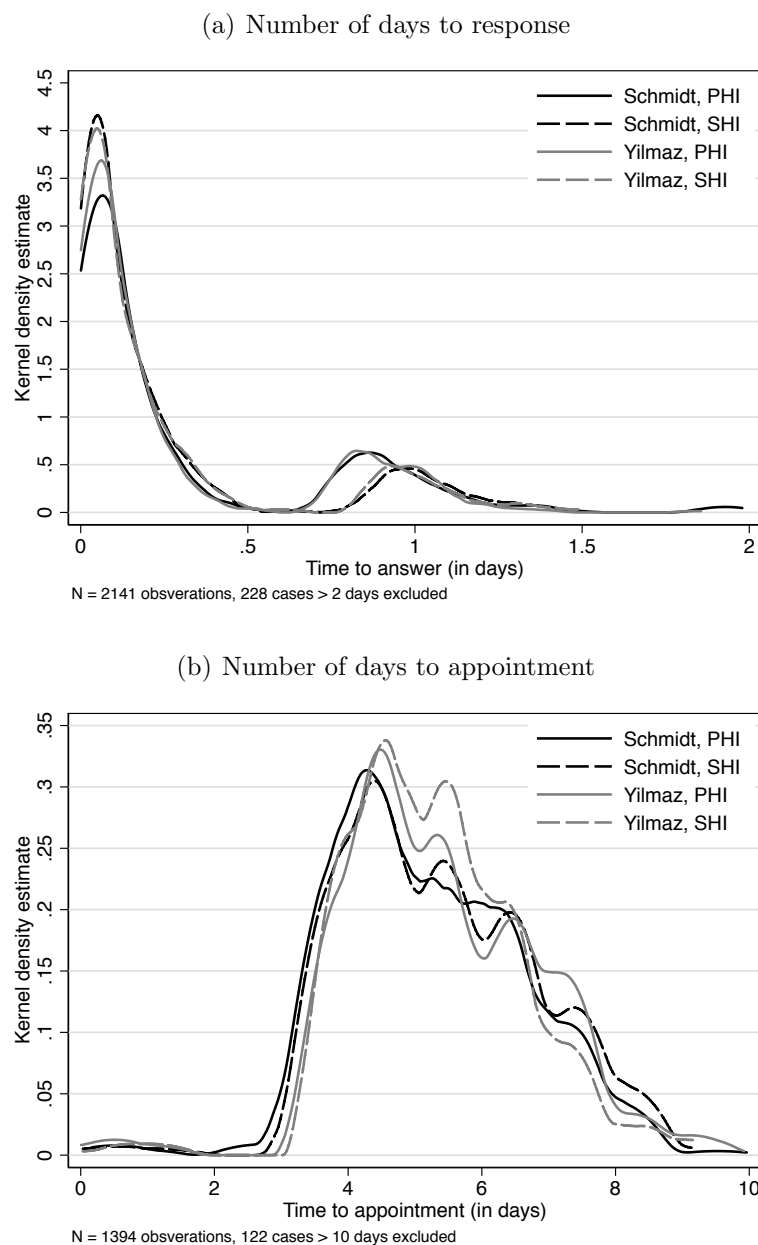 (a) Number of days to response
4.5
4
3.5
3
2.5
2
1.5
1
.5
0
Kernel density estimate
Schmidt, PHI
Schmidt, SHI
Yilmaz, PHI
Yilmaz, SHI
0 .5 1 1.5 2
Time to answer (in days)
N = 2141 obsverations, 228 cases > 2 days excluded
(b) Number of days to appointment
.35
.3
.25
.2
.15
.1
.05
0
Kernel density estimate
Schmidt, PHI
Schmidt, SHI
Yilmaz, PHI
Yilmaz, SHI
0 2 4 6 8 10
Time to appointment (in days)
N = 1394 obsverations, 122 cases > 10 days excluded